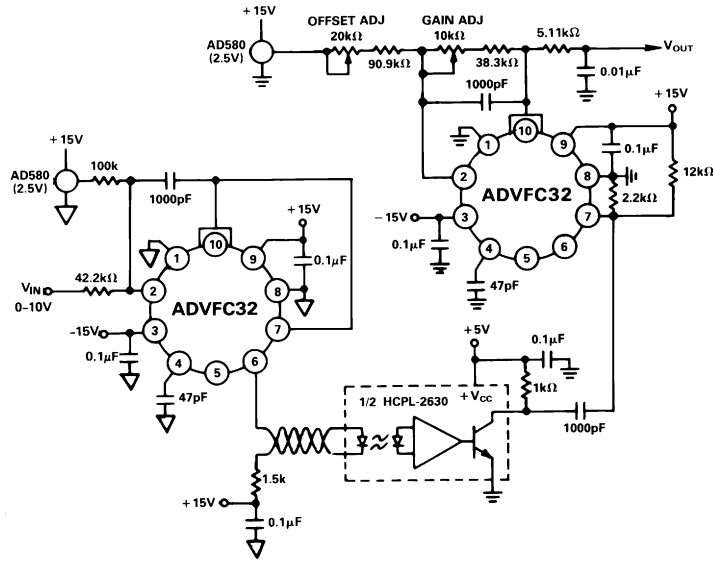 +15V
AD580
(2.5V)
OFFSET ADJ
20kΩ
90.9kΩ
GAIN ADJ
10kΩ
38.3kΩ
5.11kΩ
VOUT
0.01µF
1000pF
+15V
0.1µF
12kΩ
2.2kΩ
1
10
9
2
8
ADVFC32
3
7
4
5
6
-15V
0.1µF
47pF
+15V
AD580
(2.5V)
100k
1000pF
+15V
0.1µF
1
10
9
VIN
0–10V
42.2kΩ
2
8
ADVFC32
-15V
3
7
0.1µF
4
5
6
47pF
+5V
0.1µF
1kΩ
1/2 HCPL-2630
+VCC
1000pF
1.5k
+15V
0.1µF